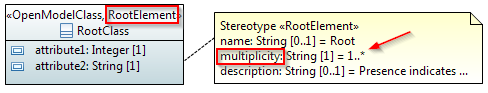 «OpenModelClass, RootElement»
RootClass
attribute1: Integer [1]
attribute2: String [1]
Stereotype «RootElement»
name: String [0..1] = Root
multiplicity: String [1] = 1..*
description: String [0..1] = Presence indicates ...